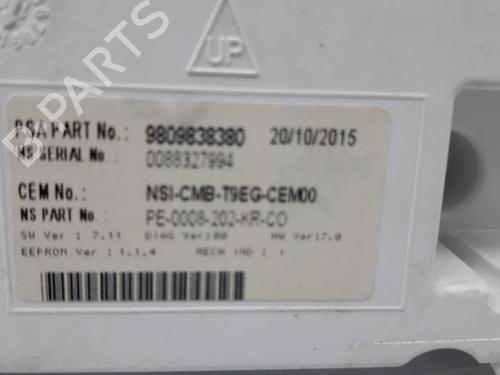 UP
PSA PART No.: 9809838380 20/10/2015
NS SERIAL No.: 0088327994
CEM No.: NSI-CMB-T9EG-CEM00
NS PART No.: PE-0008-202-KR-CO
SW Ver : 7.11 DIAG Ver:00 HW Ver:7.0
EEPROM Ver : 1.1.4 MECH IND : 1
B-PARTS